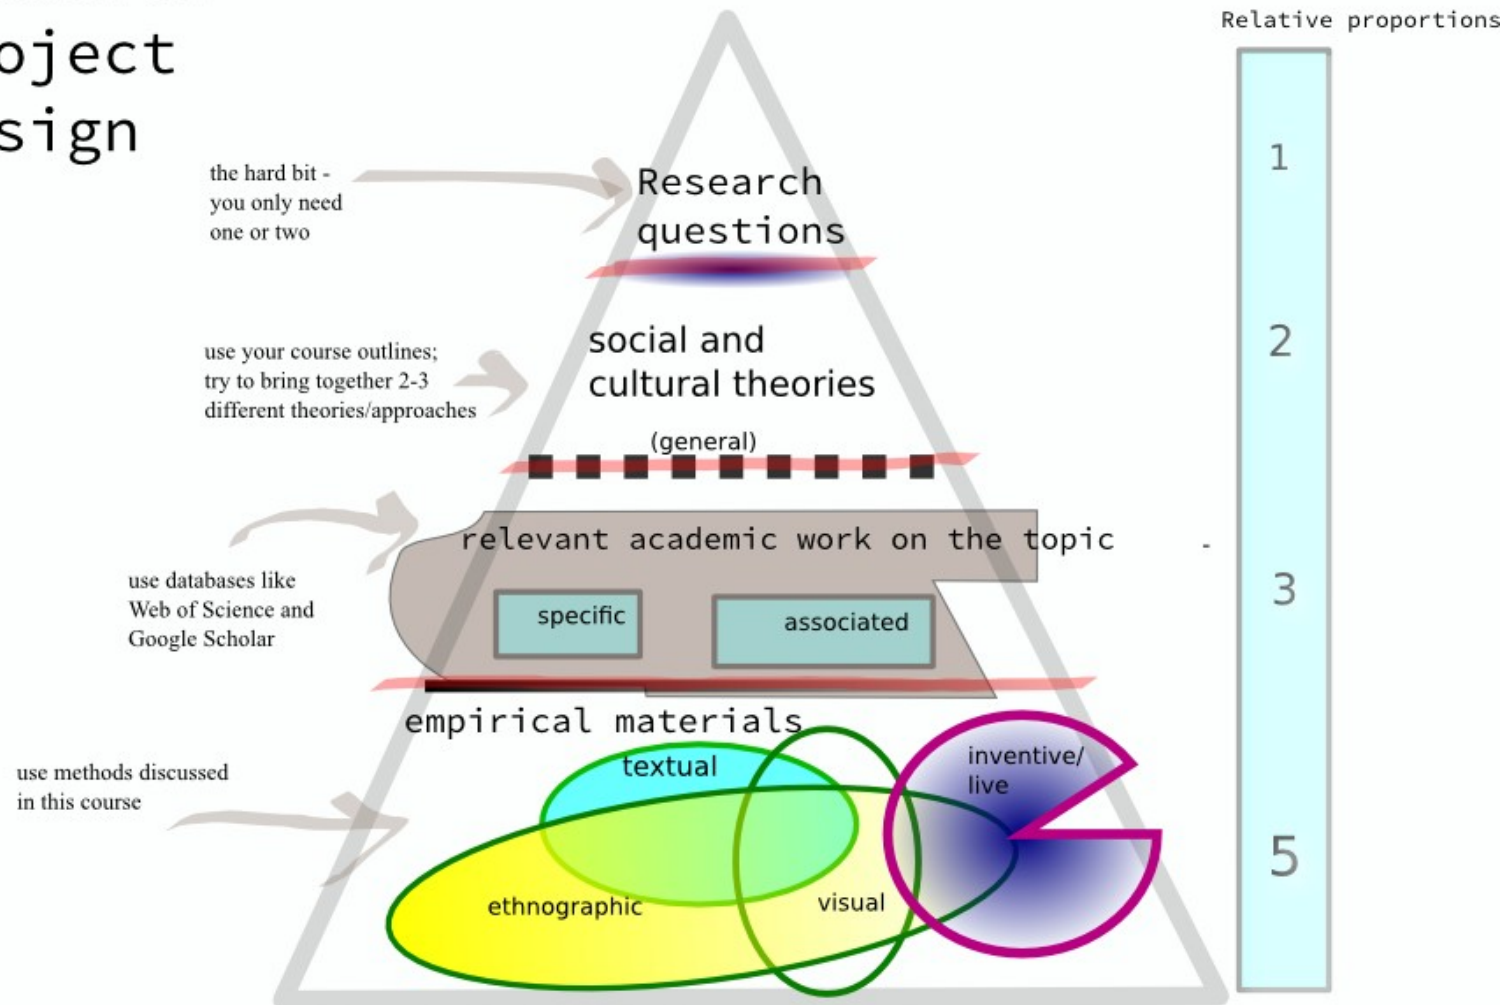 oject
sign
Relative proportions
the hard bit -
you only need
one or two
Research
questions
1
use your course outlines;
try to bring together 2-3
different theories/approaches
social and
cultural theories
(general)
2
use databases like
Web of Science and
Google Scholar
relevant academic work on the topic
specific
associated
-
3
use methods discussed
in this course
empirical materials
textual
inventive/
live
ethnographic
visual
5